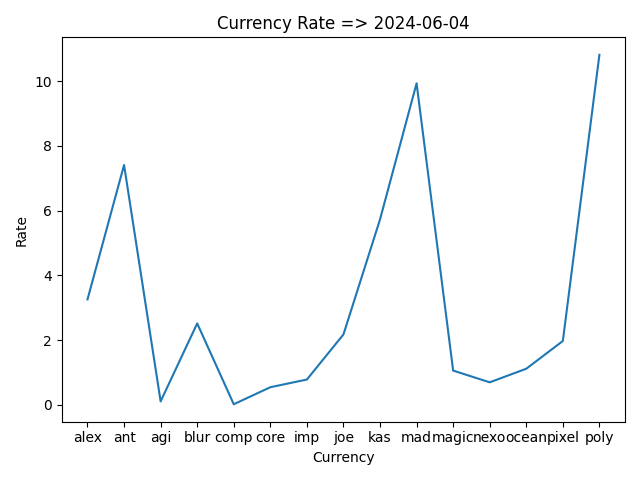 Currency Rate => 2024-06-04
10
8
6
4
2
0
Rate
alex ant agi blur comp core imp joe kas mad magic nexo ocean pixel poly
Currency